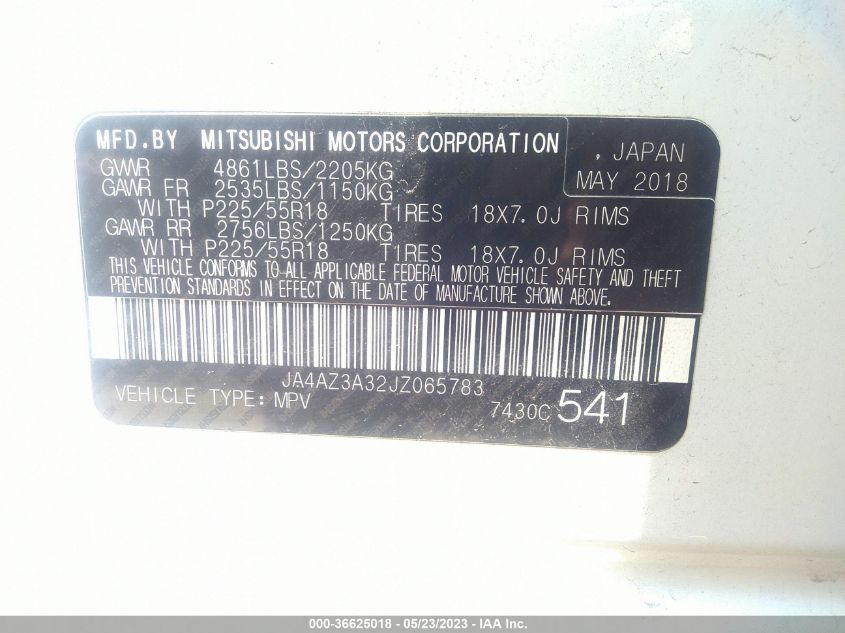 MFD.BY MITSUBISHI MOTORS CORPORATION , JAPAN
GVWR 4861LBS/2205KG MAY 2018
GAWR FR 2535LBS/1150KG
WITH P225/55R18 TIRES 18X7.0J RIMS
GAWR RR 2756LBS/1250KG
WITH P225/55R18 TIRES 18X7.0J RIMS
THIS VEHICLE CONFORMS TO ALL APPLICABLE FEDERAL MOTOR VEHICLE SAFETY AND THEFT
PREVENTION STANDARDS IN EFFECT ON THE DATE OF MANUFACTURE SHOWN ABOVE.
JA4AZ3A32JZ065783
VEHICLE TYPE: MPV 7430C 541
000-36625018 - 05/23/2023 - IAA Inc.